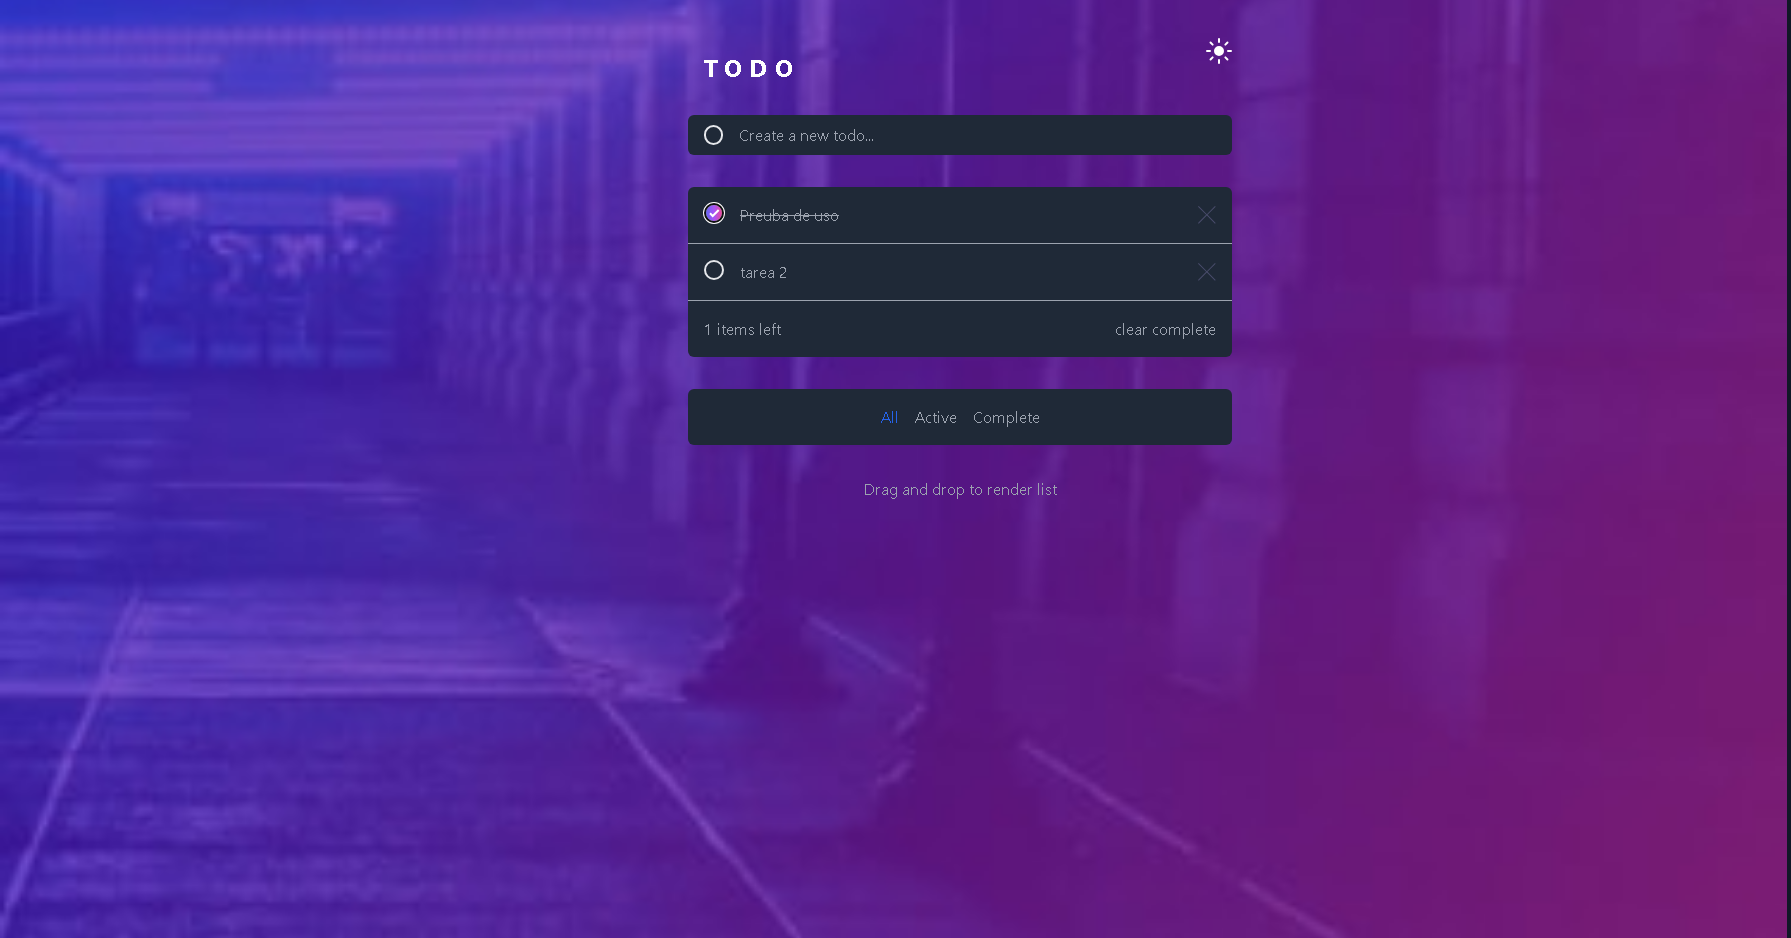 TODO
Create a new todo...
Preuba de uso
tarea 2
1 items left clear complete
All Active Complete
Drag and drop to render list